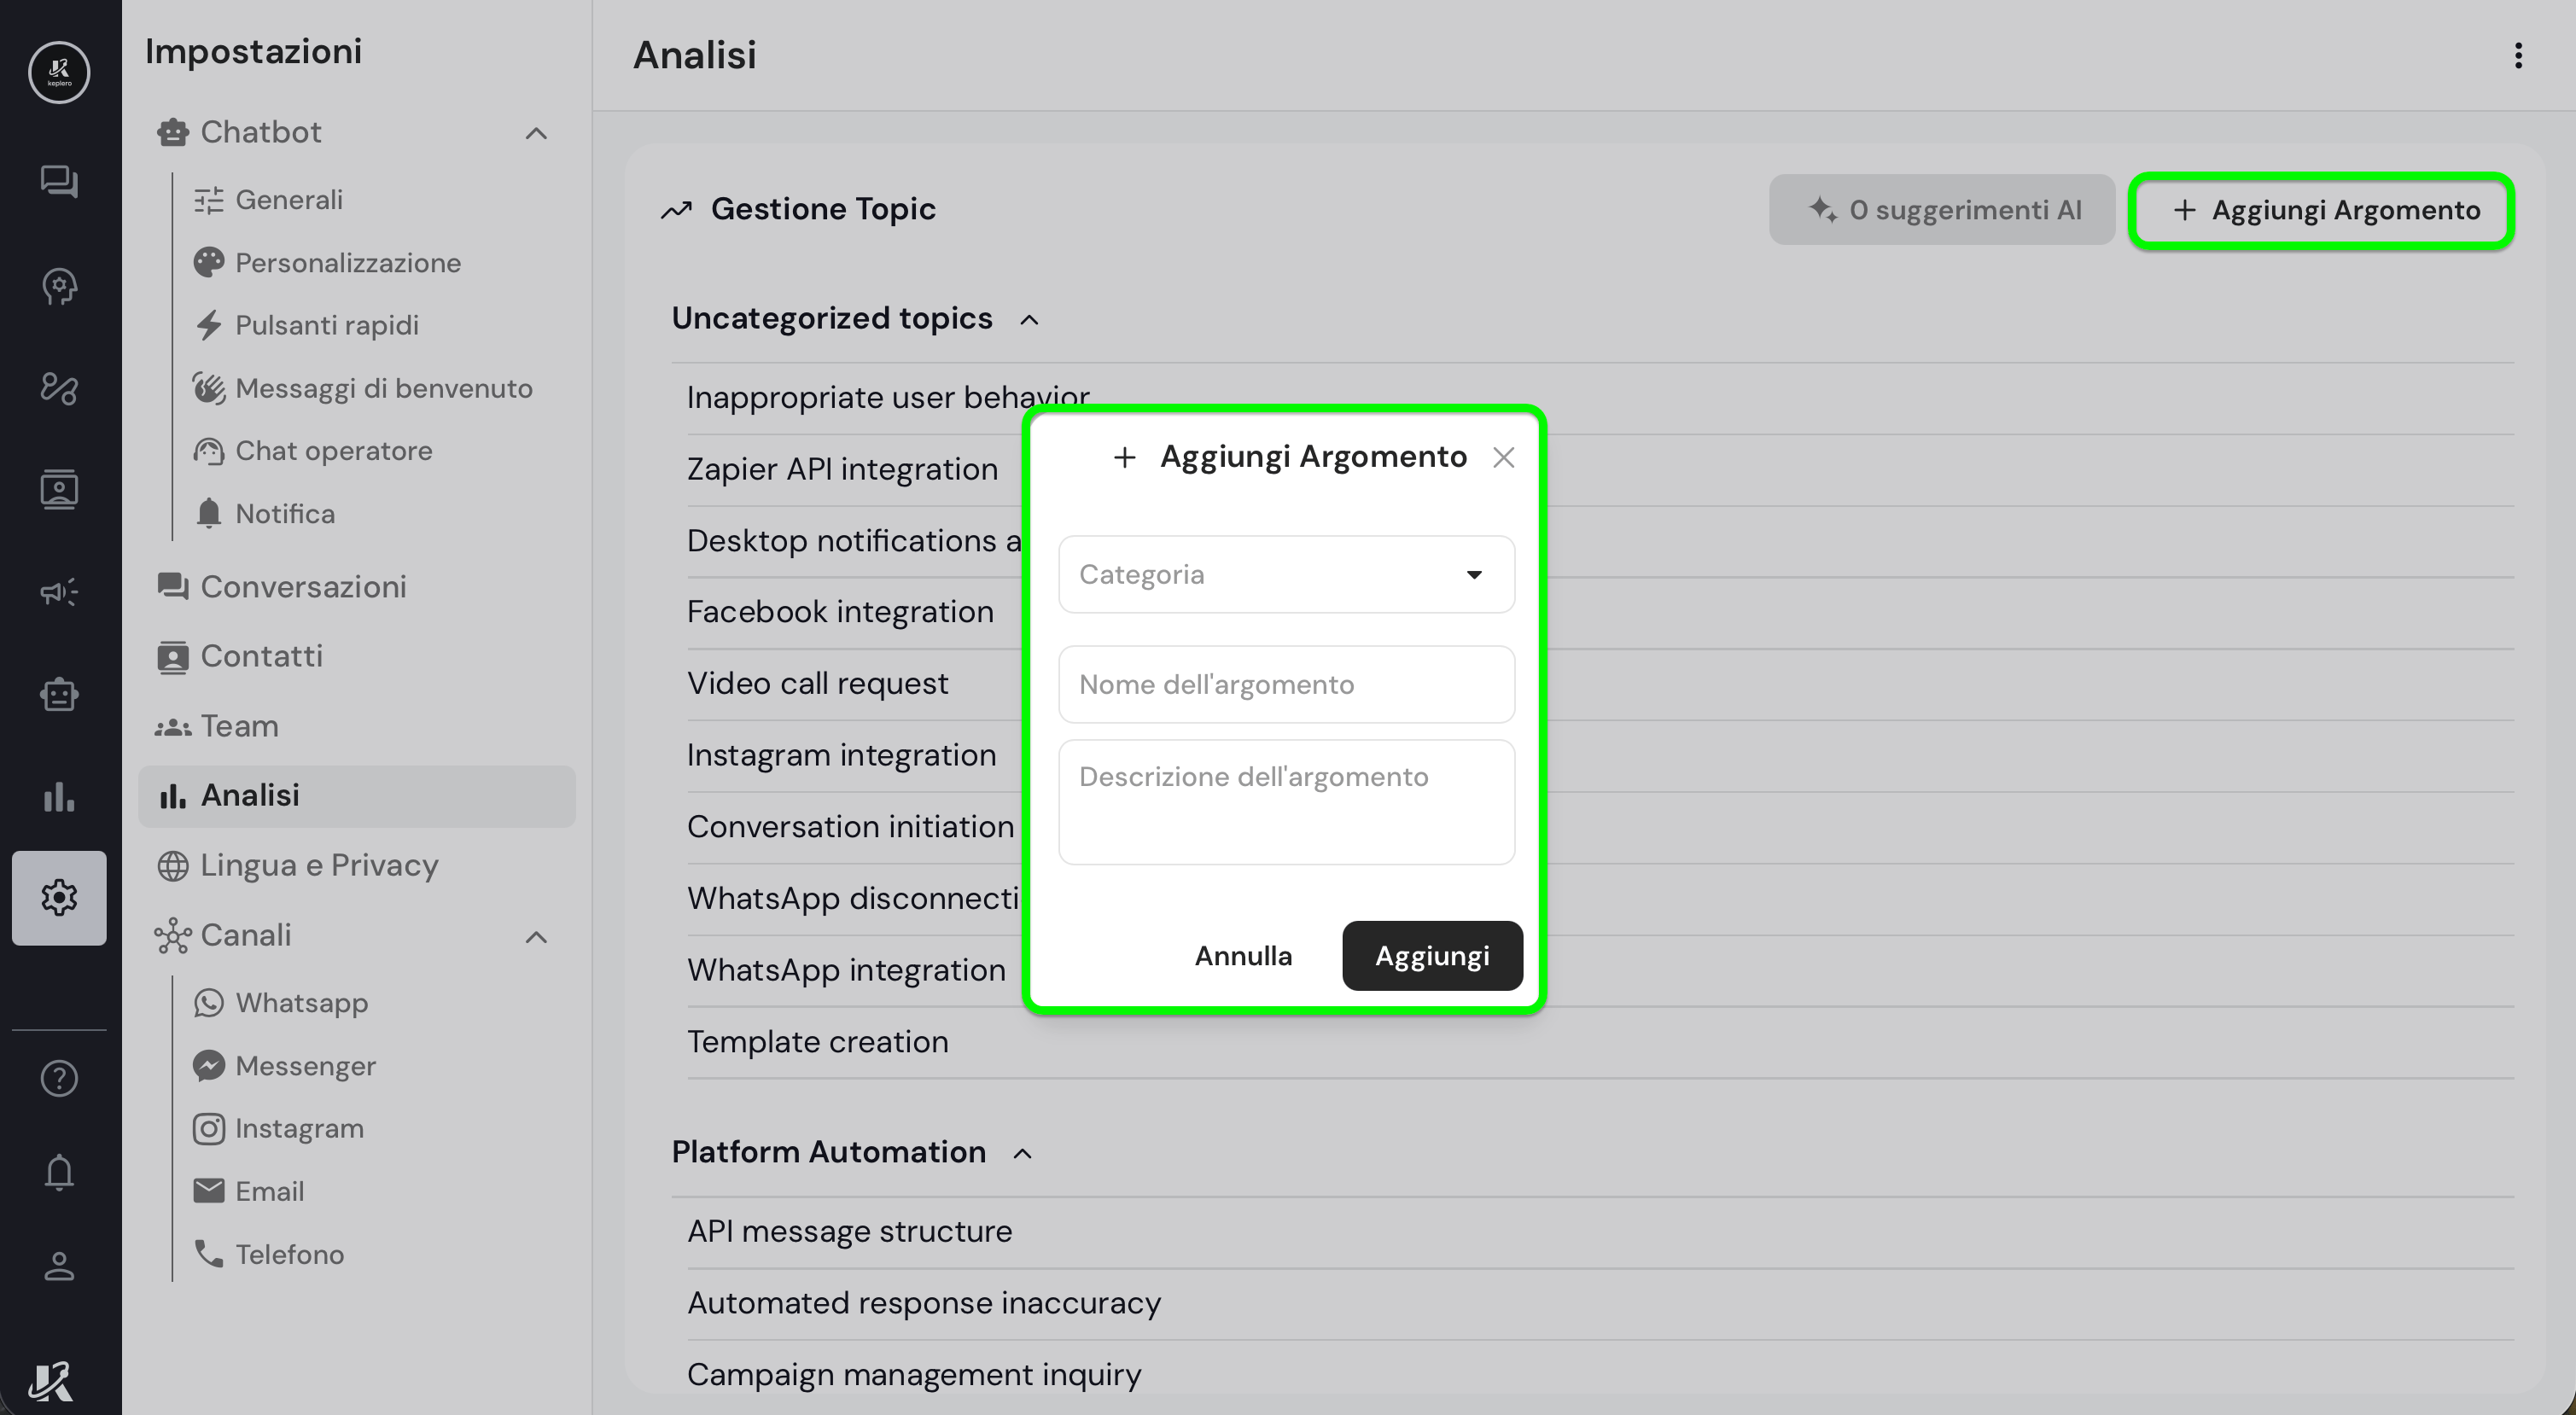 keplero
Impostazioni
Chatbot
Generali
Personalizzazione
Pulsanti rapidi
Messaggi di benvenuto
Chat operatore
Notifica
Conversazioni
Contatti
Team
Analisi
Lingua e Privacy
Canali
Whatsapp
Messenger
Instagram
Email
Telefono
Analisi
Gestione Topic
0 suggerimenti AI
Aggiungi Argomento
Uncategorized topics
Inappropriate user behavior
Zapier API integration
Desktop notifications a
Facebook integration
Video call request
Instagram integration
Conversation initiation
WhatsApp disconnecti
WhatsApp integration
Template creation
Platform Automation
API message structure
Automated response inaccuracy
Campaign management inquiry
Aggiungi Argomento
Categoria
Nome dell'argomento
Descrizione dell'argomento
Annulla
Aggiungi